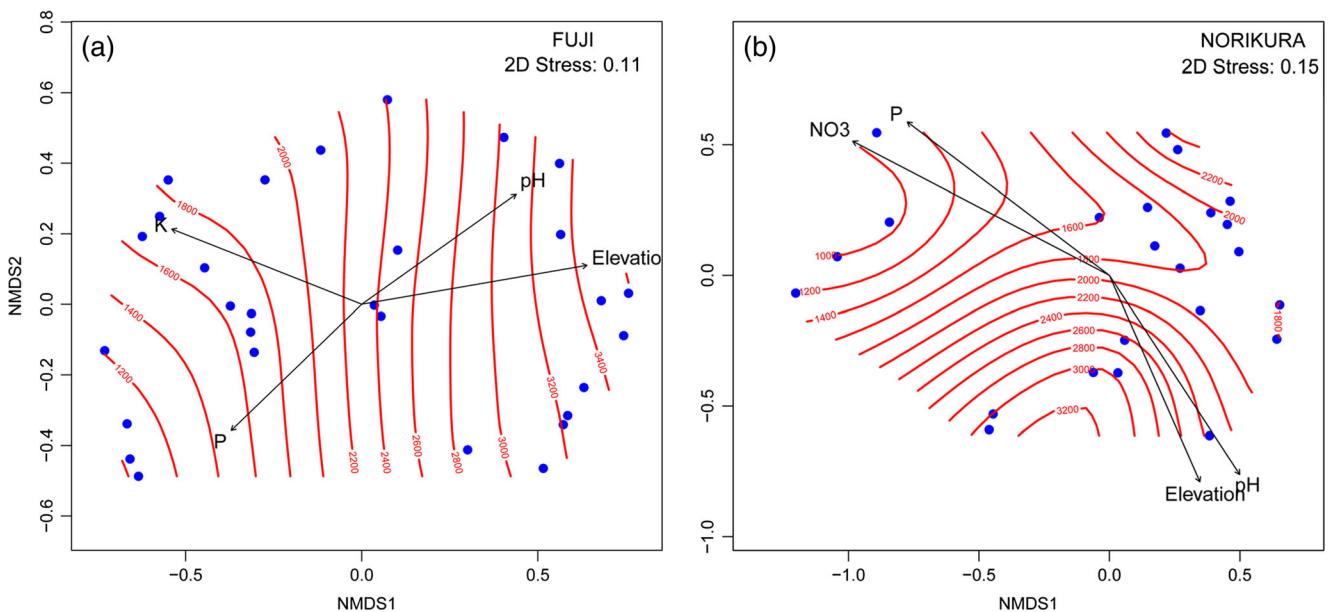 (a)
FUJI
2D Stress: 0.11
NMDS2
0.8
0.6
0.4
0.2
0.0
−0.2
−0.4
−0.6
2000
1800
K
1600
1400
1200
P
pH
Elevatio
2200
2400
2600
2800
3000
3200
3400
−0.5
0.0
0.5
NMDS1
(b)
NORIKURA
2D Stress: 0.15
0.5
0.0
−0.5
−1.0
P
NO3
2200
2000
1600
1000
1800
1200
2000
1400
2200
2400
1800
2600
2800
3000
3200
Elevation
pH
−1.0
−0.5
0.0
0.5
NMDS1